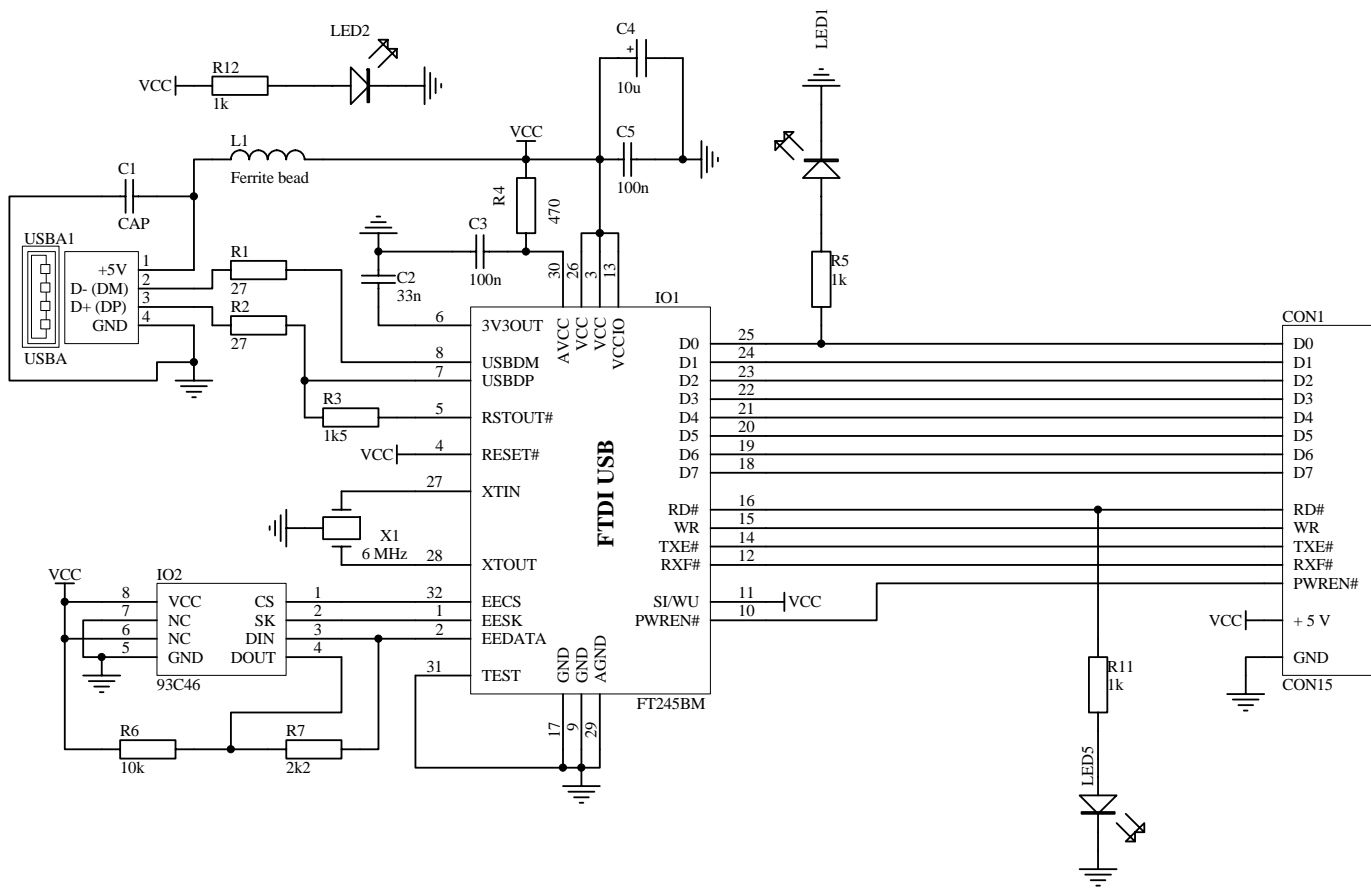 LED2
R12
VCC
1k
C4
+
10u
LED1
L1
Ferrite bead
VCC
C5
100n
C1
CAP
R4
470
C3
100n
C2
33n
R5
1k
USBA1
USBA
+5V
1
D- (DM)
2
D+ (DP)
3
GND
4
R1
27
R2
27
R3
1k5
VCC
X1
6 MHz
IO1
30
26
3
13
AVCC
VCC
VCC
VCCIO
6
3V3OUT
8
USBDM
7
USBDP
5
RSTOUT#
4
RESET#
27
XTIN
28
XTOUT
32
EECS
1
EESK
2
EEDATA
31
TEST
FTDI USB
D0
25
D1
24
D2
23
D3
22
D4
21
D5
20
D6
19
D7
18
RD#
16
WR
15
TXE#
14
RXF#
12
SI/WU
11
VCC
PWREN#
10
GND
GND
AGND
17
9
29
FT245BM
CON1
D0
D1
D2
D3
D4
D5
D6
D7
RD#
WR
TXE#
RXF#
PWREN#
VCC
+ 5 V
GND
CON15
VCC
IO2
8
VCC
CS
1
7
NC
SK
2
6
NC
DIN
3
5
GND
DOUT
4
93C46
R6
10k
R7
2k2
R11
1k
LED5